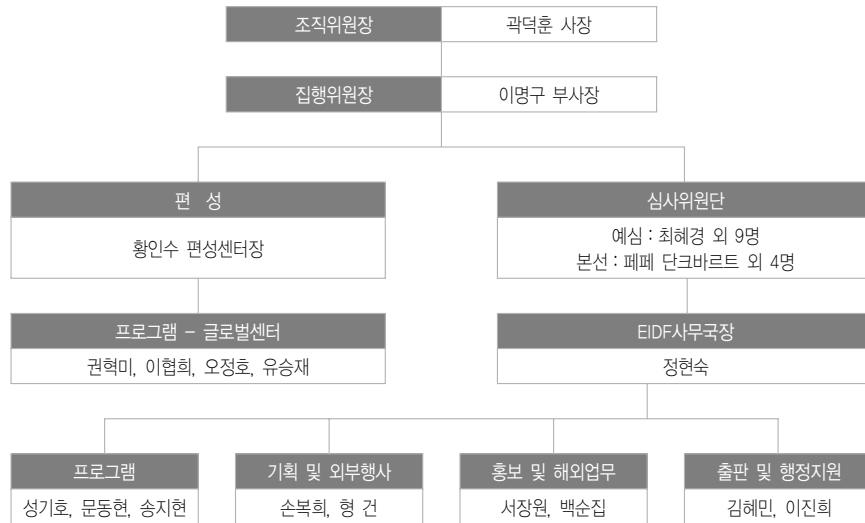 조직위원장 곽덕훈 사장
집행위원장 이명구 부사장
편 성
황인수 편성센터장
심사위원단
예심 : 최혜경 외 9명
본선 : 페페 단크바르트 외 4명
프로그램 – 글로벌센터
권혁미, 이협희, 오정호, 유승재
EIDF사무국장
정현숙
프로그램
성기호, 문동현, 송지현
기획 및 외부행사
손복희, 형 건
홍보 및 해외업무
서장원, 백순집
출판 및 행정지원
김혜민, 이진희